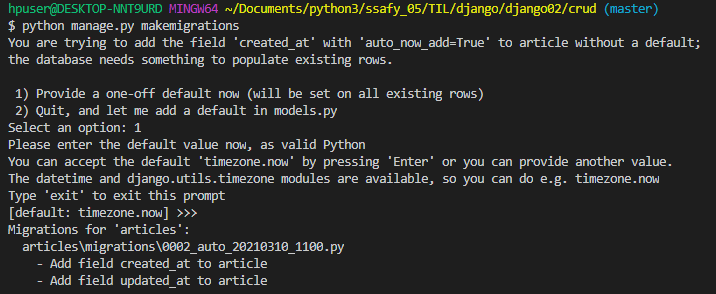 hpuser@DESKTOP-NNT9URD MINGW64 ~/Documents/python3/ssafy_05/TIL/django/django02/crud (master)
$ python manage.py makemigrations
You are trying to add the field 'created_at' with 'auto_now_add=True' to article without a default;
the database needs something to populate existing rows.

 1) Provide a one-off default now (will be set on all existing rows)
 2) Quit, and let me add a default in models.py
Select an option: 1
Please enter the default value now, as valid Python
You can accept the default 'timezone.now' by pressing 'Enter' or you can provide another value.
The datetime and django.utils.timezone modules are available, so you can do e.g. timezone.now
Type 'exit' to exit this prompt
[default: timezone.now] >>>
Migrations for 'articles':
  articles\migrations\0002_auto_20210310_1100.py
    - Add field created_at to article
    - Add field updated_at to article